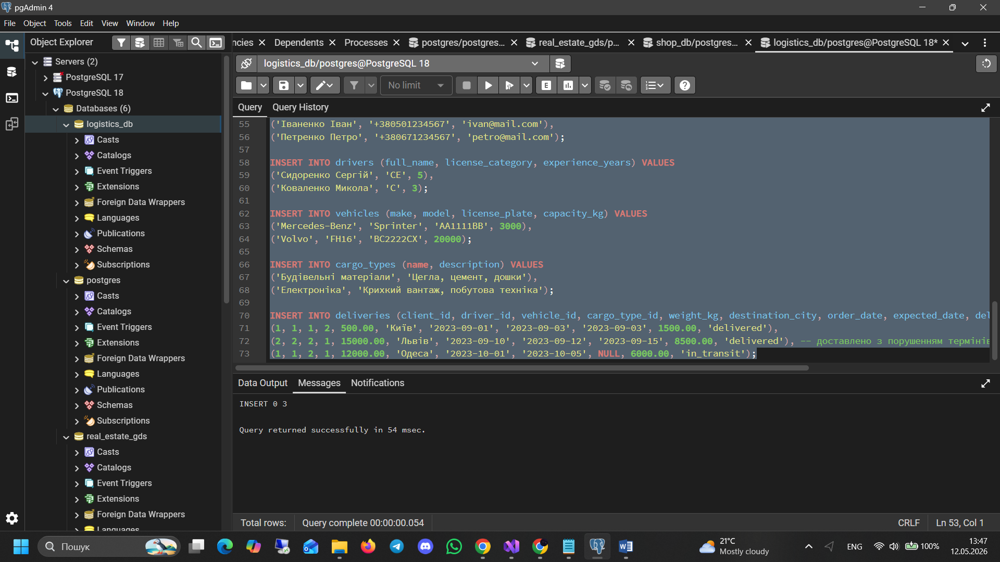 pgAdmin 4
File Object Tools Edit View Window Help
Object Explorer
ncies Dependents Processes postgres/postgres... real_estate_gds/p... shop_db/postgres... logistics_db/postgres@PostgreSQL 18*
logistics_db/postgres@PostgreSQL 18
No limit
E
Query Query History
Servers (2)
PostgreSQL 17
PostgreSQL 18
Databases (6)
logistics_db
Casts
Catalogs
Event Triggers
Extensions
Foreign Data Wrappers
Languages
Publications
Schemas
Subscriptions
postgres
Casts
Catalogs
Event Triggers
Extensions
Foreign Data Wrappers
Languages
Publications
Schemas
Subscriptions
real_estate_gds
Casts
Catalogs
Event Triggers
Extensions
Foreign Data Wrappers
Languages
55 ('Іваненко Іван', '+380501234567', 'ivan@mail.com'),
56 ('Петренко Петро', '+380671234567', 'petro@mail.com');
57
58 INSERT INTO drivers (full_name, license_category, experience_years) VALUES
59 ('Сидоренко Сергій', 'CE', 5),
60 ('Коваленко Микола', 'C', 3);
61
62 INSERT INTO vehicles (make, model, license_plate, capacity_kg) VALUES
63 ('Mercedes-Benz', 'Sprinter', 'AA1111BB', 3000),
64 ('Volvo', 'FH16', 'BC2222CX', 20000);
65
66 INSERT INTO cargo_types (name, description) VALUES
67 ('Будівельні матеріали', 'Цегла, цемент, дошки'),
68 ('Електроніка', 'Крихкий вантаж, побутова техніка');
69
70 INSERT INTO deliveries (client_id, driver_id, vehicle_id, cargo_type_id, weight_kg, destination_city, order_date, expected_date, del
71 (1, 1, 1, 2, 500.00, 'Київ', '2023-09-01', '2023-09-03', '2023-09-03', 1500.00, 'delivered'),
72 (2, 2, 2, 1, 15000.00, 'Львів', '2023-09-10', '2023-09-12', '2023-09-15', 8500.00, 'delivered'), -- доставлено з порушенням термінів
73 (1, 1, 2, 1, 12000.00, 'Одеса', '2023-10-01', '2023-10-05', NULL, 6000.00, 'in_transit');
Data Output Messages Notifications
INSERT 0 3
Query returned successfully in 54 msec.
Total rows: Query complete 00:00:00.054 CRLF Ln 53, Col 1
Пошук
21°C
Mostly cloudy
ENG
100%
13:47
12.05.2026